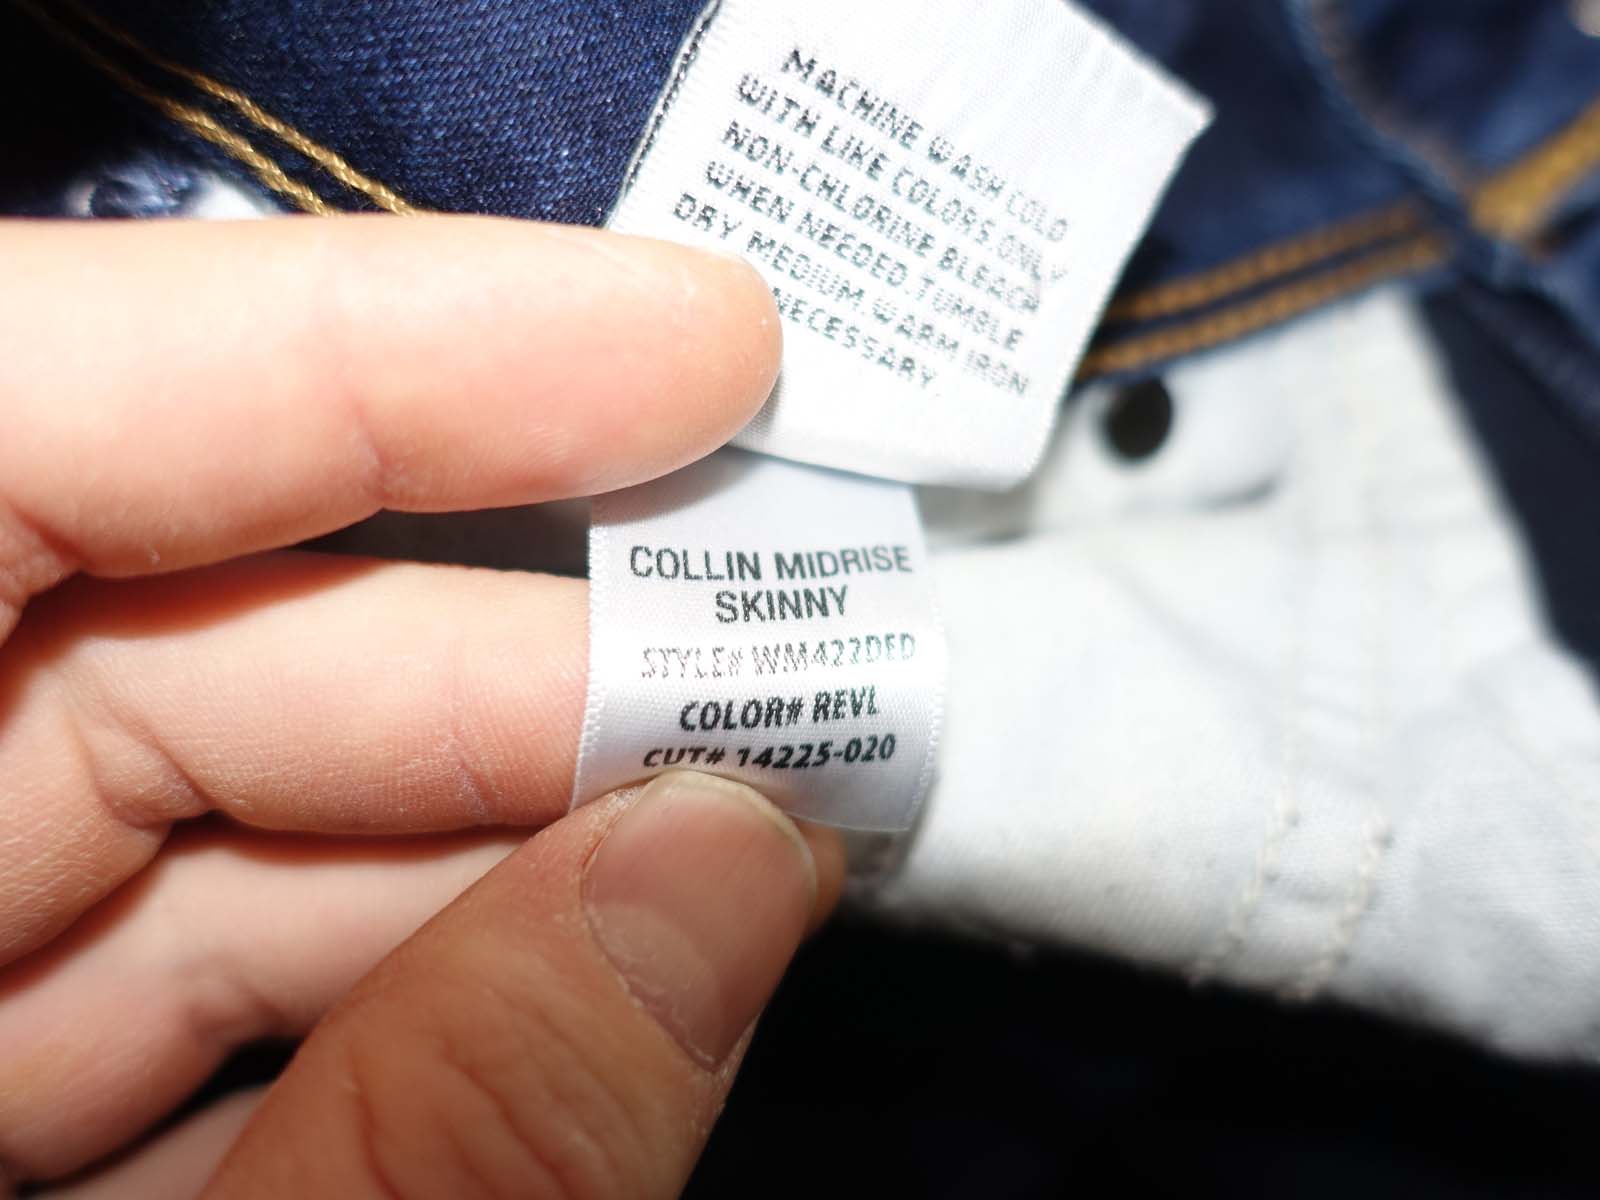 MACHINE WASH COLD
WITH LIKE COLORS ONLY
NON-CHLORINE BLEACH
WHEN NEEDED TUMBLE
DRY MEDIUM. WARM IRON
NECESSARY
COLLIN MIDRISE
SKINNY
STYLE# WM422DED
COLOR# REVL
CUT# 14225-020